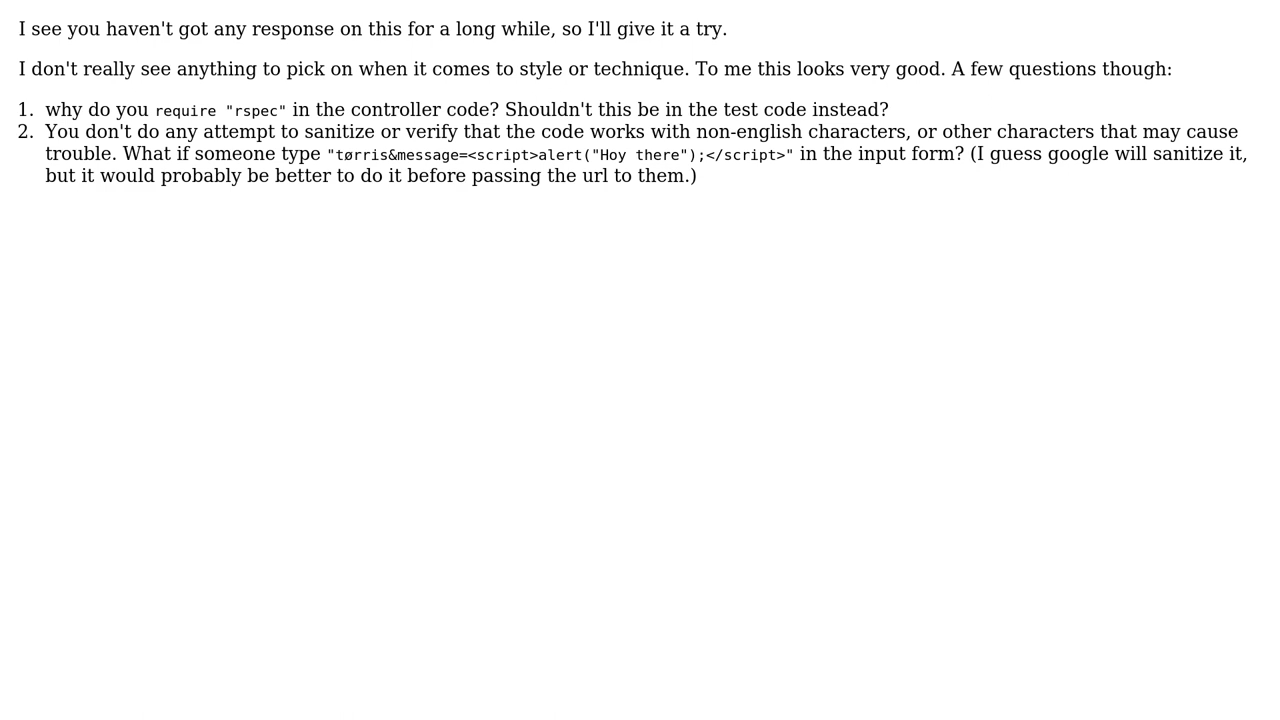 I see you haven't got any response on this for a long while, so I'll give it a try.
I don't really see anything to pick on when it comes to style or technique. To me this looks very good. A few questions though:
1. why do you require "rspec" in the controller code? Shouldn't this be in the test code instead?
2. You don't do any attempt to sanitize or verify that the code works with non-english characters, or other characters that may cause
trouble. What if someone type "tørris&message=<script>alert("Hoy there");</script>" in the input form? (I guess google will sanitize it,
but it would probably be better to do it before passing the url to them.)